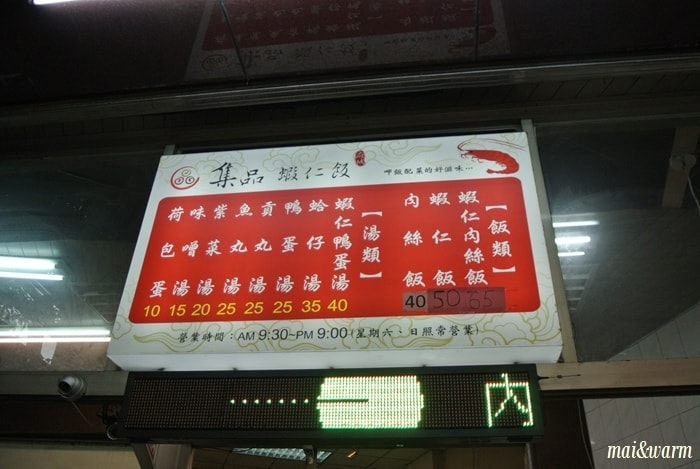 集品 蝦仁飯
呷飯配菜的好滋味...
【飯類】
蝦仁肉絲飯 65
蝦仁飯 50
肉絲飯 40
【湯類】
蝦仁鴨蛋湯 40
蛤仔湯 35
鴨蛋湯 25
貢丸湯 25
魚丸湯 25
紫菜湯 20
味噌湯 15
荷包蛋 10
營業時間：AM 9:30~PM 9:00(星期六、日照常營業)
內
mai&warm